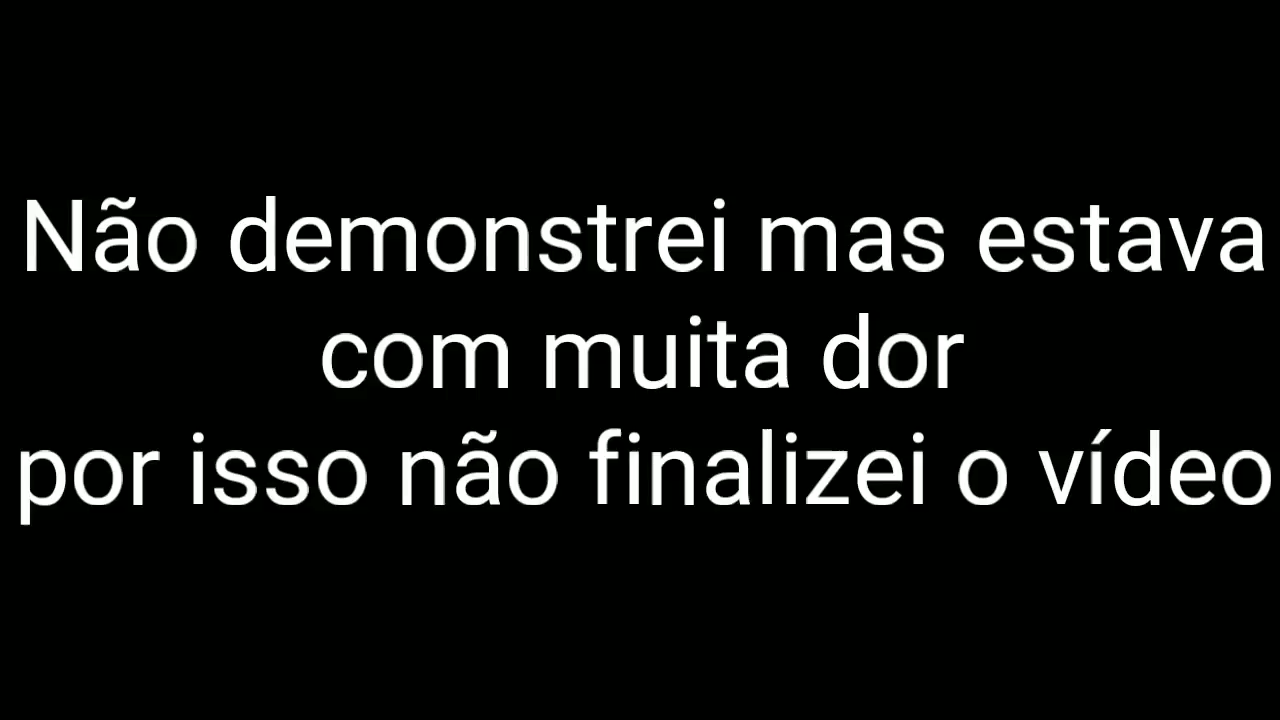 Não demonstrei mas estava
com muita dor
por isso não finalizei o vídeo